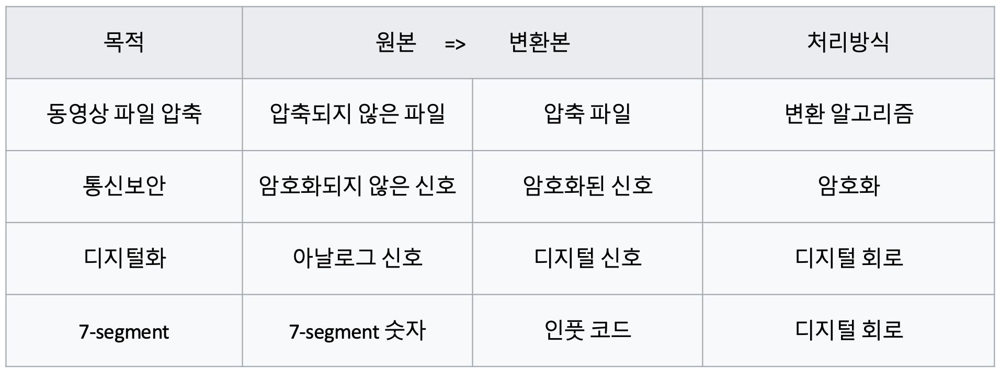 목적 원본 => 변환본 처리방식
동영상 파일 압축 압축되지 않은 파일 압축 파일 변환 알고리즘
통신보안 암호화되지 않은 신호 암호화된 신호 암호화
디지털화 아날로그 신호 디지털 신호 디지털 회로
7-segment 7-segment 숫자 인풋 코드 디지털 회로